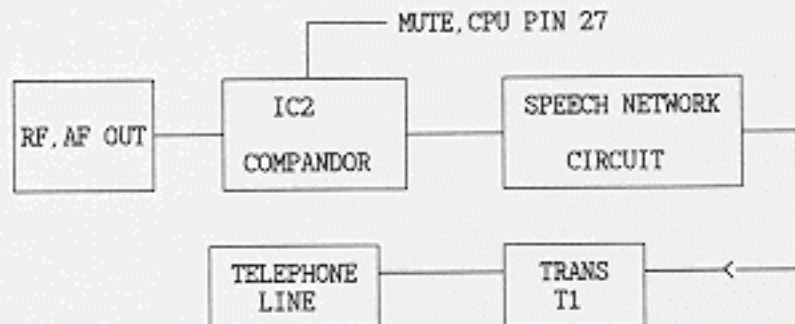 MUTE, CPU PIN 27
RF, AF OUT
IC2
COMPANDOR
SPEECH NETWORK
CIRCUIT
TELEPHONE
LINE
TRANS
T1